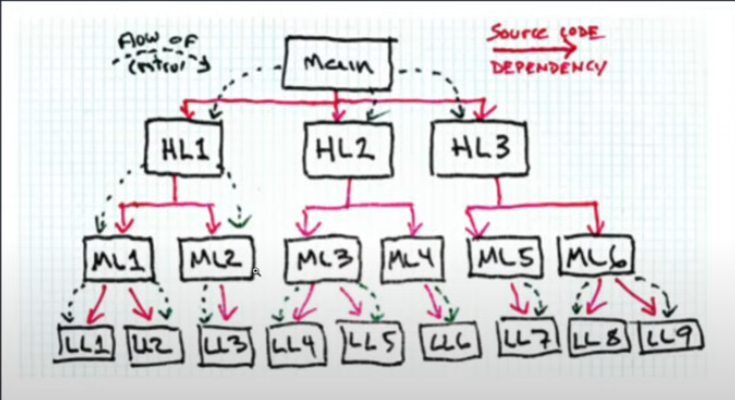 Flow of
Control
Main
Source CODE
DEPENDENCY
HL1
HL2
HL3
ML1
ML2
ML3
ML4
ML5
ML6
LL1
LL2
LL3
LL4
LL5
LL6
LL7
LL8
LL9